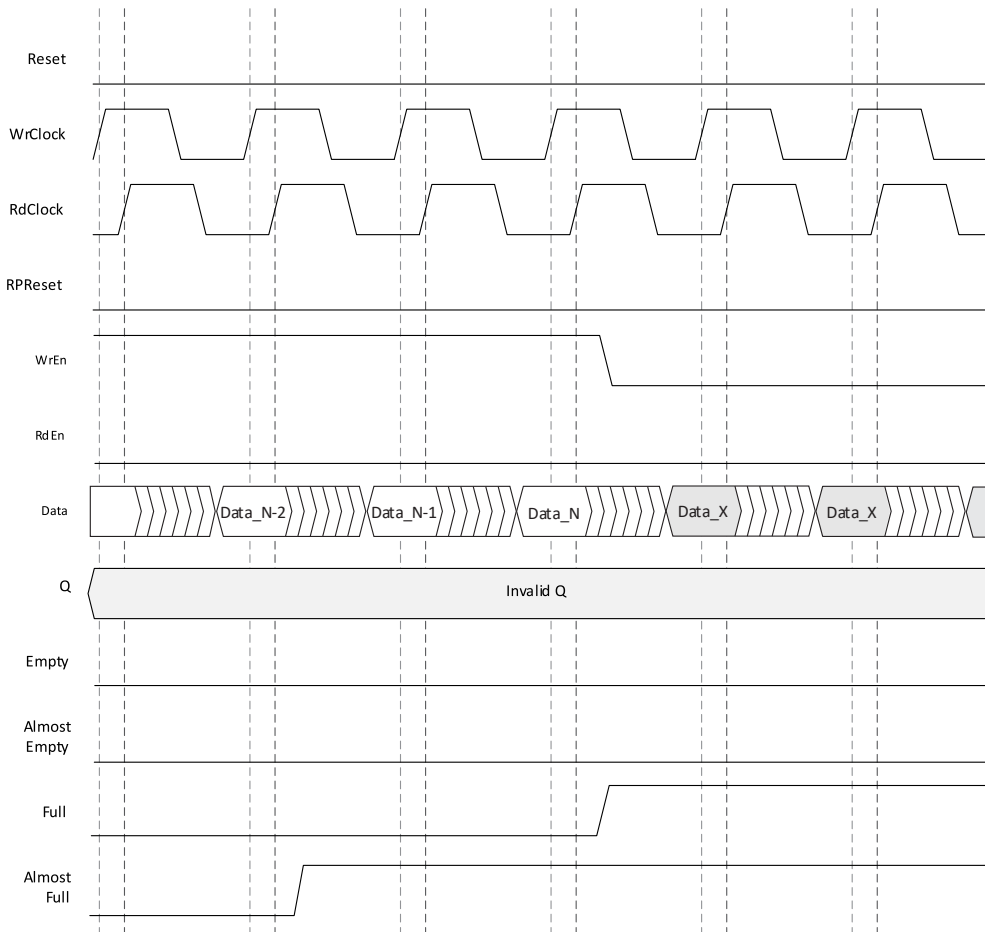 Reset
WrClock
RdClock
RPReset
WrEn
RdEn
Data
Data_N-2
Data_N-1
Data_N
Data_X
Data_X
Q
Invalid Q
Empty
Almost
Empty
Full
Almost
Full